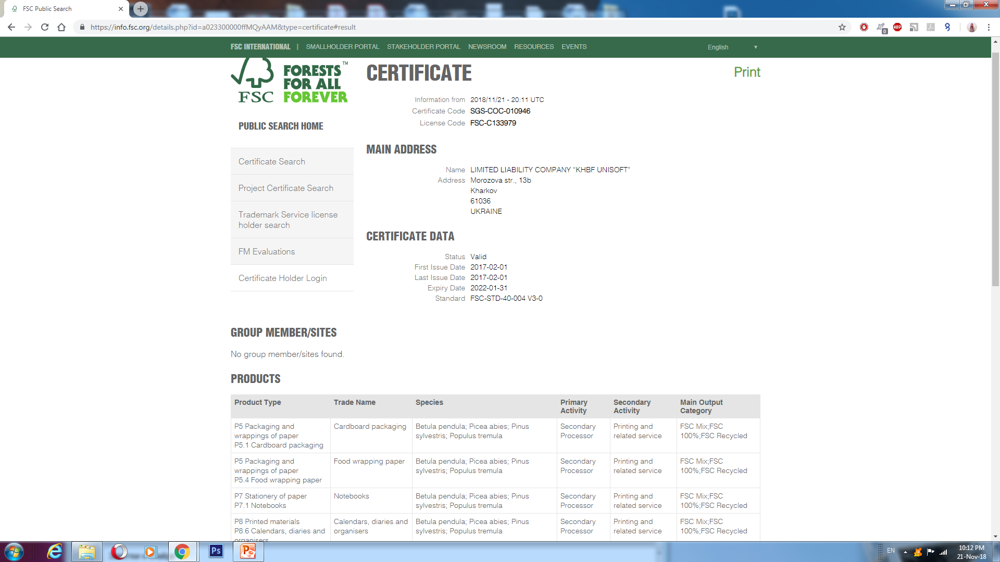 FSC Public Search
https://info.fsc.org/details.php?id=a023300000ffMQyAAM&type=certificate#result
0
ABP
FSC INTERNATIONAL | SMALLHOLDER PORTAL STAKEHOLDER PORTAL NEWSROOM RESOURCES EVENTS
English
FORESTS™
FOR ALL
FOREVER
FSC
CERTIFICATE
Print
Information from 2018/11/21 - 20:11 UTC
Certificate Code SGS-COC-010946
License Code FSC-C133979
PUBLIC SEARCH HOME
Certificate Search
Project Certificate Search
Trademark Service license
holder search
FM Evaluations
Certificate Holder Login
MAIN ADDRESS
Name LIMITED LIABILITY COMPANY “KHBF UNISOFT”
Address Morozova str., 13b
Kharkov
61036
UKRAINE
CERTIFICATE DATA
Status Valid
First Issue Date 2017-02-01
Last Issue Date 2017-02-01
Expiry Date 2022-01-31
Standard FSC-STD-40-004 V3-0
GROUP MEMBER/SITES
No group member/sites found.
PRODUCTS
Product Type Trade Name Species Primary Secondary Main Output
Activity Activity Category
P5 Packaging and Cardboard packaging Betula pendula; Picea abies; Pinus Secondary Printing and FSC Mix;FSC
wrappings of paper sylvestris; Populus tremula Processor related service 100%;FSC Recycled
P5.1 Cardboard packaging
P5 Packaging and Food wrapping paper Betula pendula; Picea abies; Pinus Secondary Printing and FSC Mix;FSC
wrappings of paper sylvestris; Populus tremula Processor related service 100%;FSC Recycled
P5.4 Food wrapping paper
P7 Stationery of paper Notebooks Betula pendula; Picea abies; Pinus Secondary Printing and FSC Mix;FSC
P7.1 Notebooks sylvestris; Populus tremula Processor related service 100%;FSC Recycled
P8 Printed materials Calendars, diaries and Betula pendula; Picea abies; Pinus Secondary Printing and FSC Mix;FSC
P8.6 Calendars, diaries and organisers sylvestris; Populus tremula Processor related service 100%;FSC Recycled
organisers
Ps
EN
10:12 PM
21-Nov-18